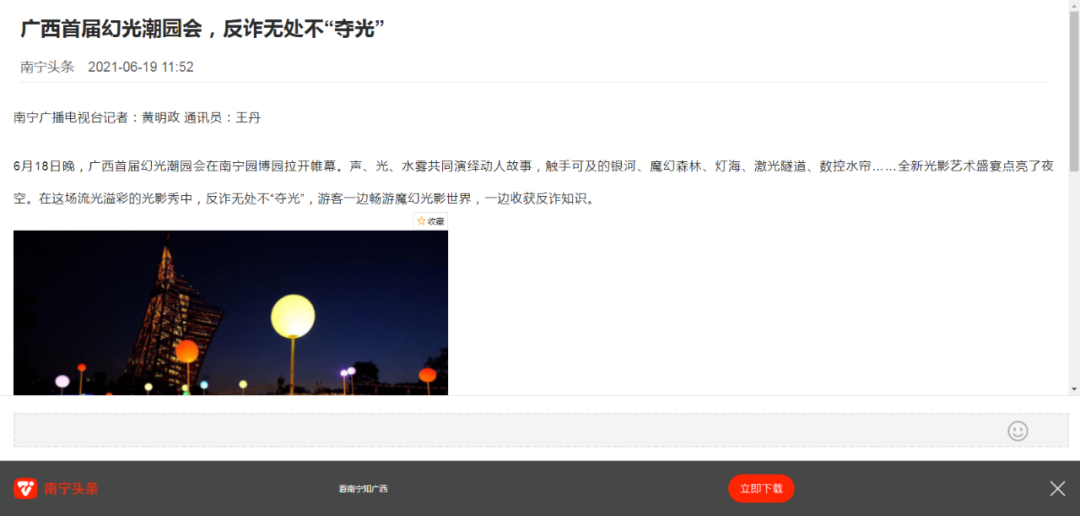 广西首届幻光潮园会，反诈无处不“夺光”
南宁头条 2021-06-19 11:52
南宁广播电视台记者：黄明政 通讯员：王丹
6月18日晚，广西首届幻光潮园会在南宁园博园拉开帷幕。声、光、水雾共同演绎动人故事，触手可及的银河、魔幻森林、灯海、激光隧道、数控水帘……全新光影艺术盛宴点亮了夜
空。在这场流光溢彩的光影秀中，反诈无处不“夺光”，游客一边畅游魔幻光影世界，一边收获反诈知识。
收藏
南宁头条 看南宁知广西 立即下载